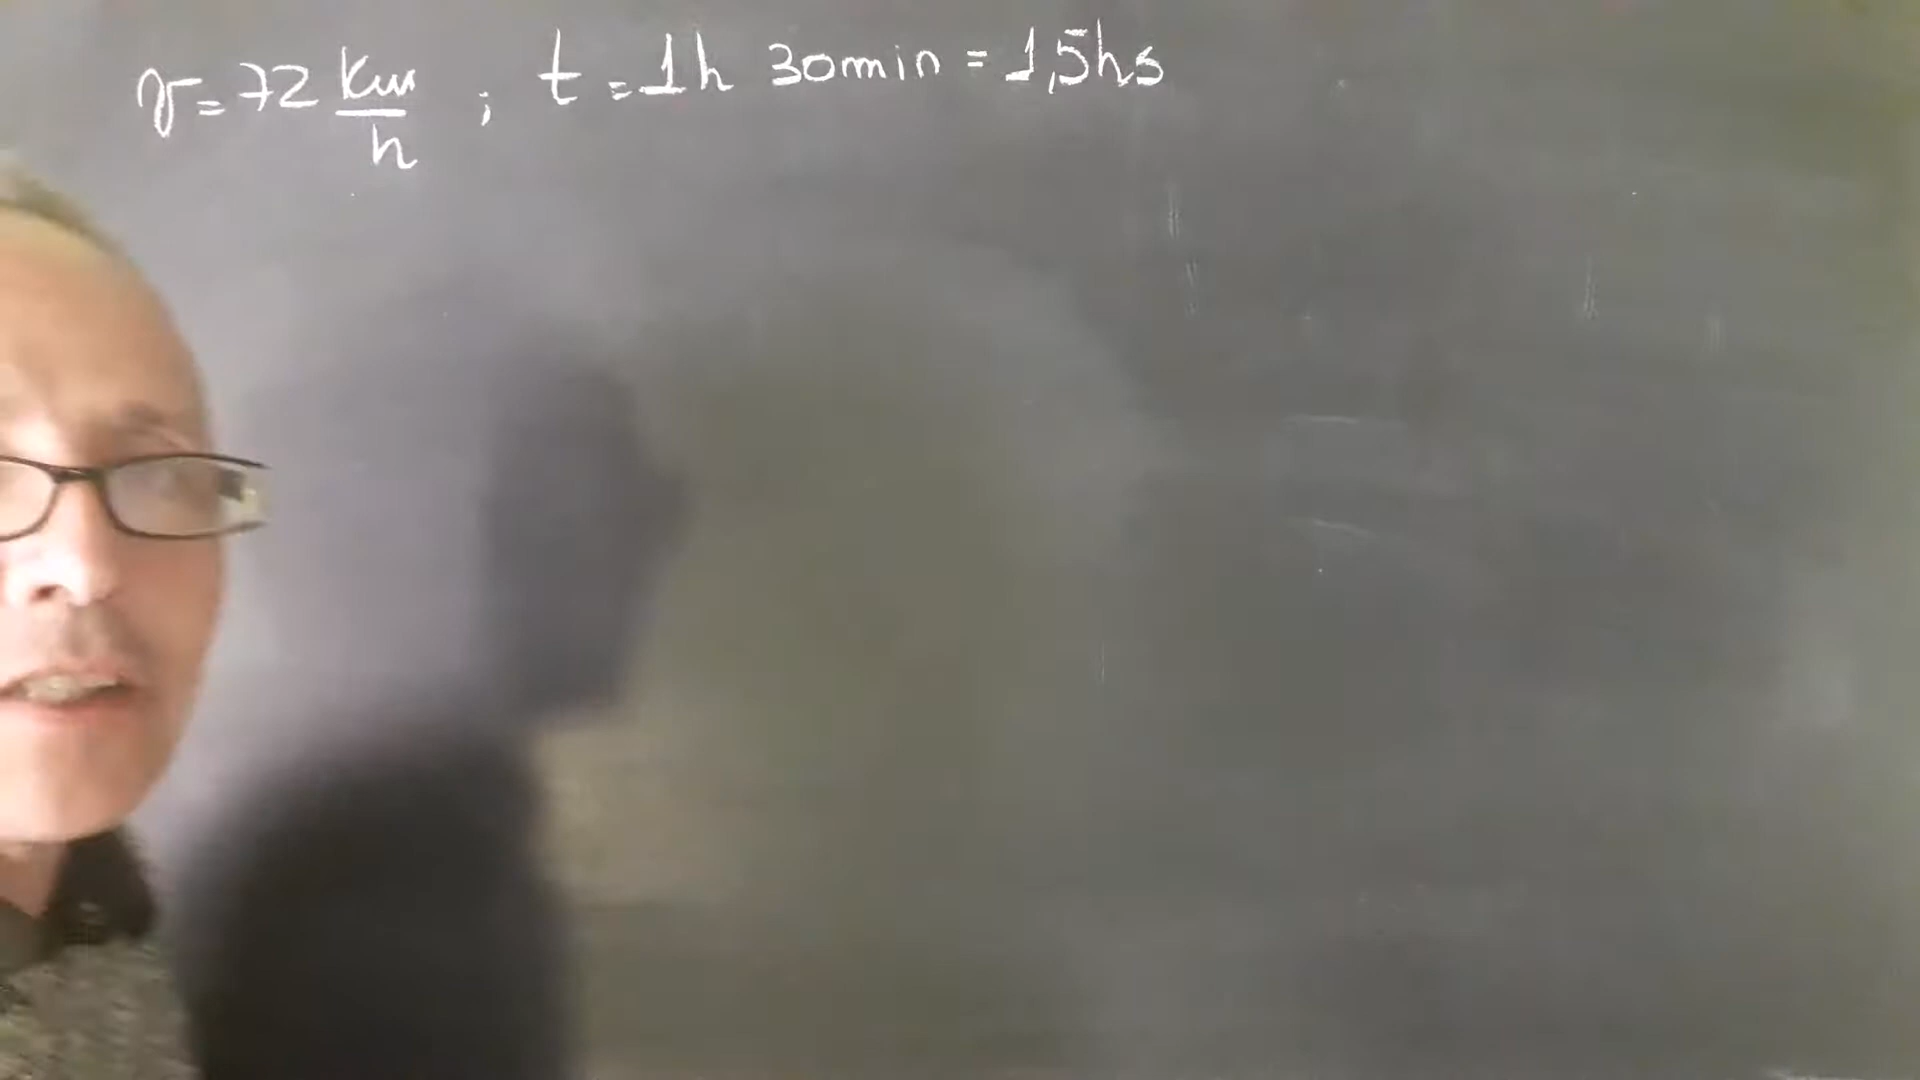 v = 72 km/h ; t = 1h 30min = 1,5hs